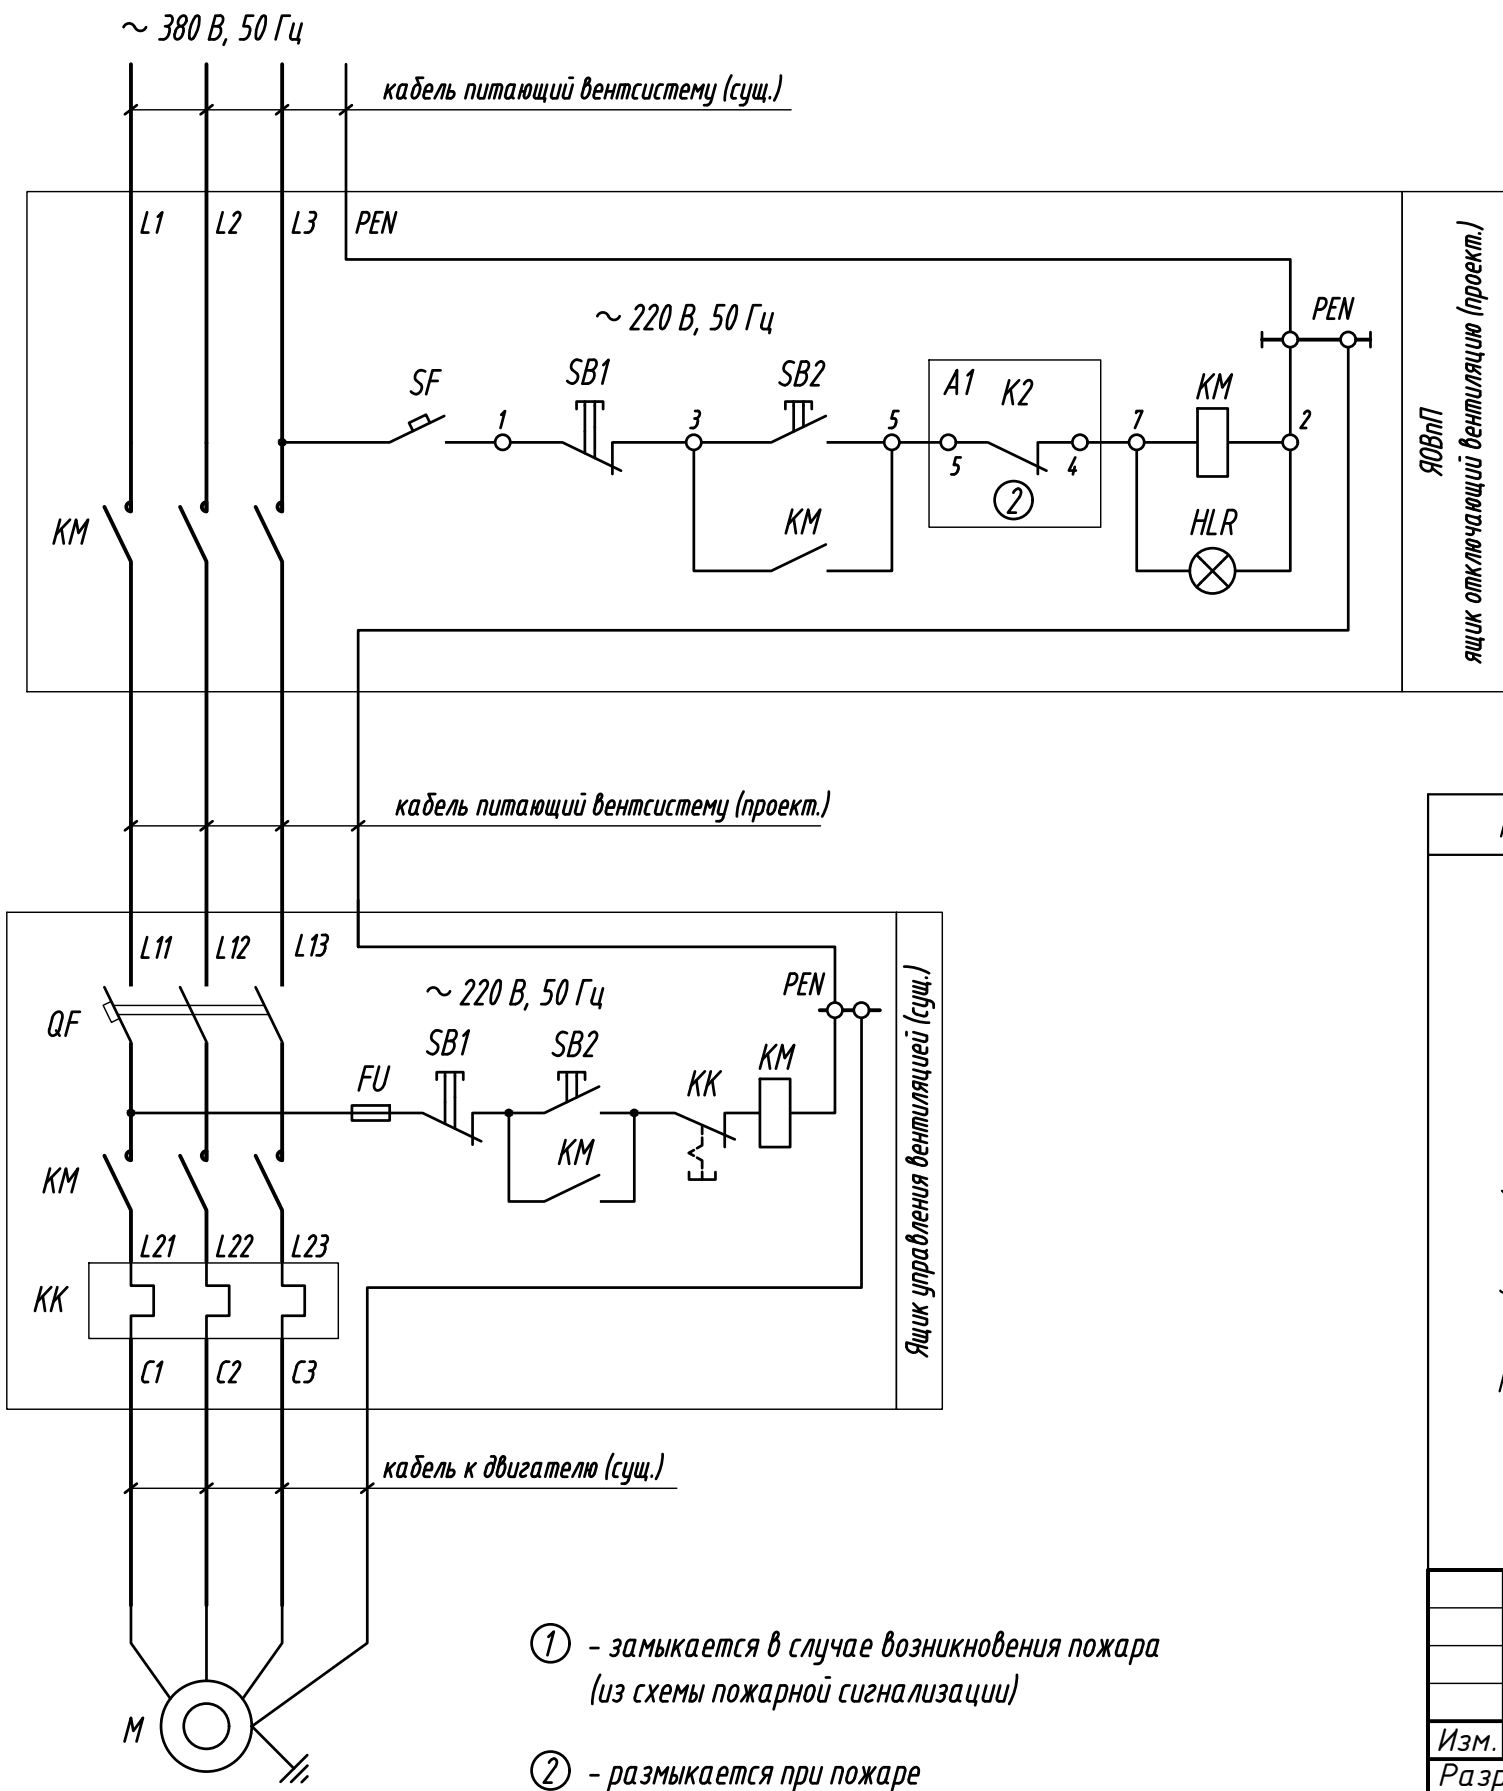 ~ 380 В, 50 Гц
кабель питающий вентсистему (сущ.)
L1 L2 L3 PEN
~ 220 В, 50 Гц
PEN
SF SB1 SB2 A1 K2 KM
1 3 5 5 4 7 2
2
KM
KM
HLR
ЯОВпП
ящик отключающий вентиляцию (проект.)
кабель питающий вентсистему (проект.)
L11 L12 L13
~ 220 В, 50 Гц
PEN
QF
FU SB1 SB2 KK KM
KM
KM
L21 L22 L23
KK
C1 C2 C3
Ящик управления вентиляцией (сущ.)
кабель к двигателю (сущ.)
M
1 - замыкается в случае возникновения пожара
(из схемы пожарной сигнализации)
2 - размыкается при пожаре
Изм.
Разр